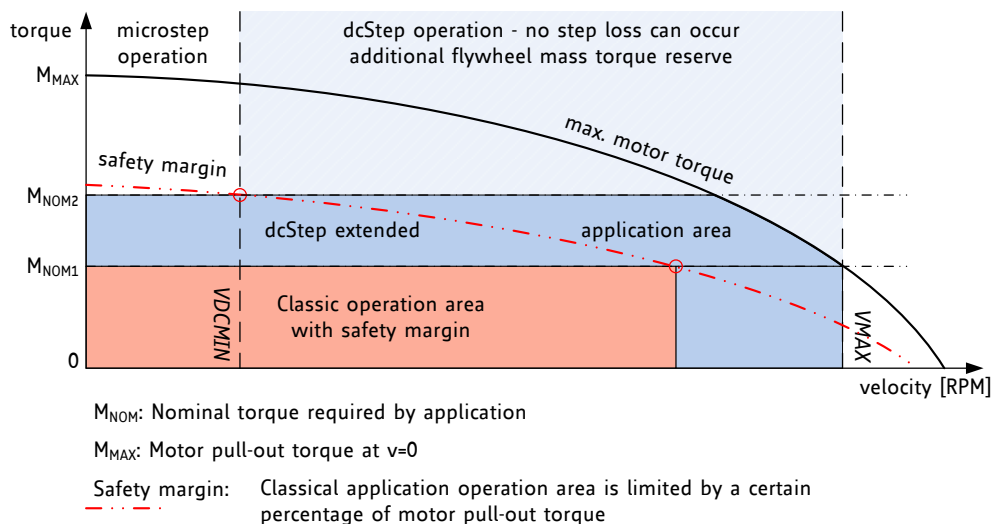 torque
microstep
operation
dcStep operation - no step loss can occur
additional flywheel mass torque reserve
MMAX
max. motor torque
safety margin
MNOM2
dcStep extended
application area
MNOM1
Classic operation area
with safety margin
VDCMIN
VMAX
0
velocity [RPM]
MNOM: Nominal torque required by application
MMAX: Motor pull-out torque at v=0
Safety margin: Classical application operation area is limited by a certain
percentage of motor pull-out torque